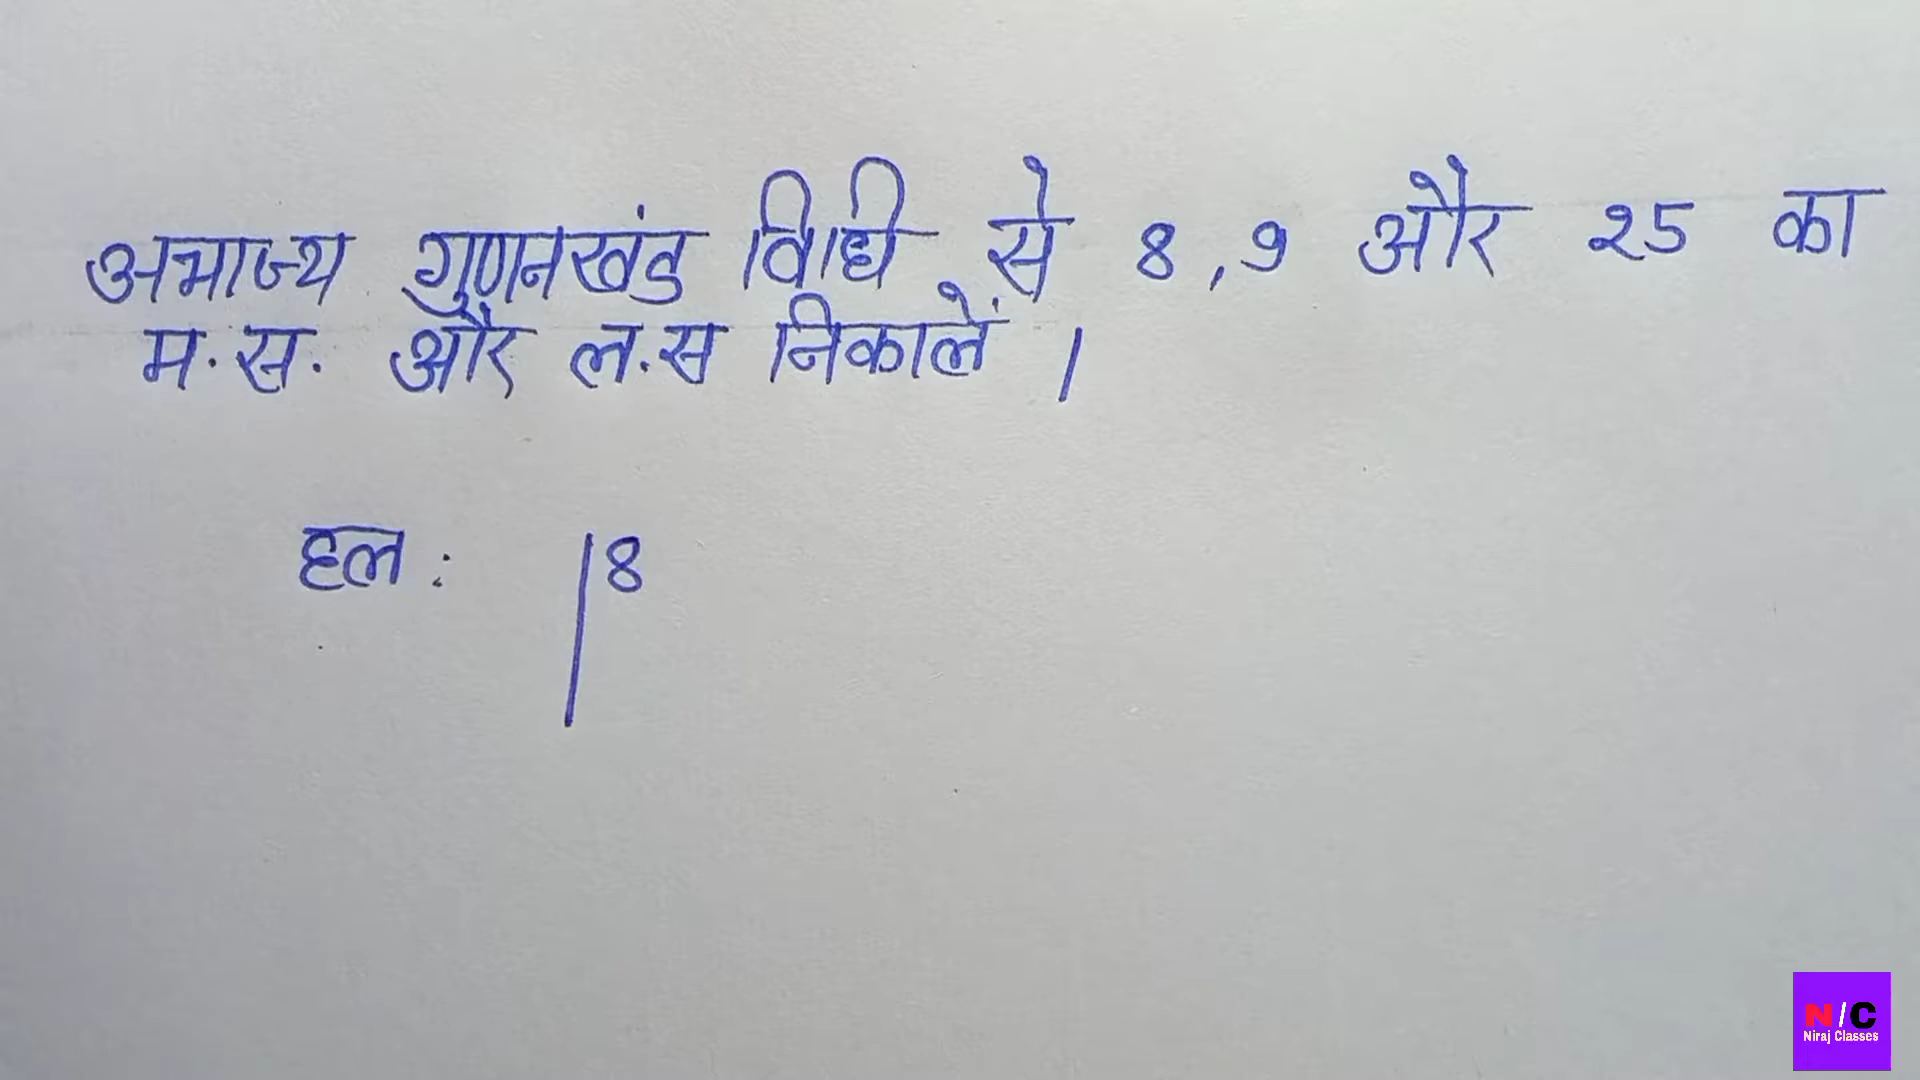 अभाज्य गुणनखंड विधि से 8, 9 और 25 का
म.स. और ल.स निकालें ।
हल : 8
N/C
Niraj Classes